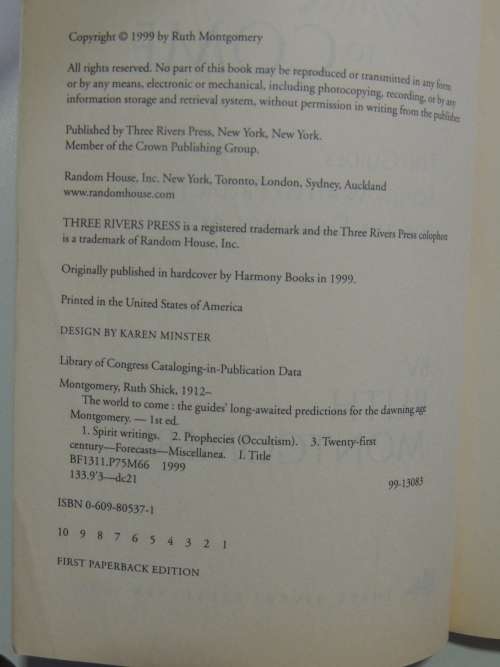 Copyright © 1999 by Ruth Montgomery
All rights reserved. No part of this book may be reproduced or transmitted in any form
or by any means, electronic or mechanical, including photocopying, recording, or by any
information storage and retrieval system, without permission in writing from the publisher
Published by Three Rivers Press, New York, New York.
Member of the Crown Publishing Group.
Random House, Inc. New York, Toronto, London, Sydney, Auckland
www.randomhouse.com
THREE RIVERS PRESS is a registered trademark and the Three Rivers Press colophon
is a trademark of Random House, Inc.
Originally published in hardcover by Harmony Books in 1999.
Printed in the United States of America
DESIGN BY KAREN MINSTER
Library of Congress Cataloging-in-Publication Data
Montgomery, Ruth Shick, 1912–
The world to come : the guides' long-awaited predictions for the dawning age
Montgomery. — 1st ed.
1. Spirit writings. 2. Prophecies (Occultism). 3. Twenty-first
century—Forecasts—Miscellanea. I. Title
BF1311.P75M66 1999
133.9'3—dc21
99-13083
ISBN 0-609-80537-1
10 9 8 7 6 5 4 3 2 1
FIRST PAPERBACK EDITION